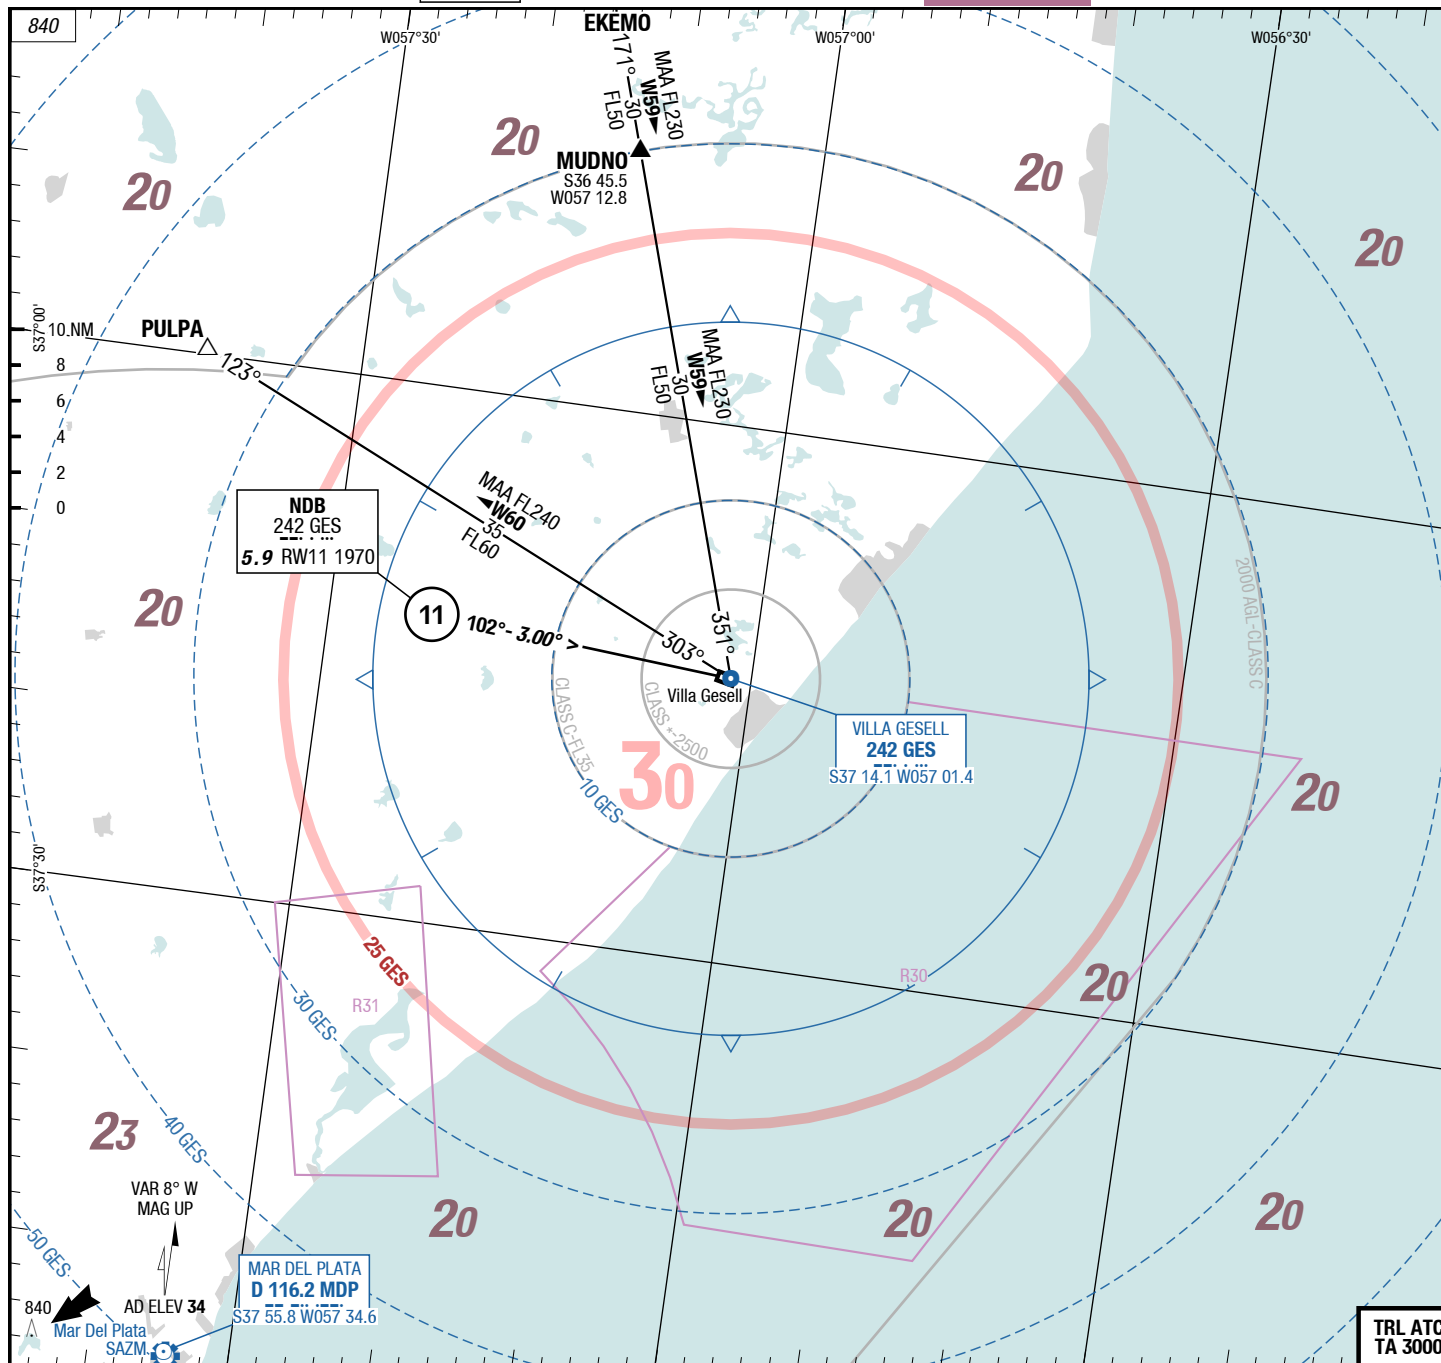 840
W057°30'
EKEMO
W057°00'
W056°30'
171°
30
FL50
MAA FL230
W59
20
20
MUDNO
S36 45.5
W057 12.8
20
20
S37°00'
10 NM
8
6
4
2
0
PULPA
123°
MAA FL230
W59
30
FL50
MAA FL240
W60
35
FL60
NDB
242 GES
5.9 RW11 1970
11
102°- 3.00° >
303°
351°
Villa Gesell
2000 AGL-CLASS C
20
CLASS C-FL35
CLASS *-2500
30
10 GES
VILLA GESELL
242 GES
S37 14.1 W057 01.4
20
S37°30'
25 GES
R31
30 GES
R30
20
23
40 GES
VAR 8° W
MAG UP
20
20
20
50 GES
MAR DEL PLATA
D 116.2 MDP
S37 55.8 W057 34.6
840
AD ELEV 34
Mar Del Plata
SAZM
TRL ATC
TA 3000